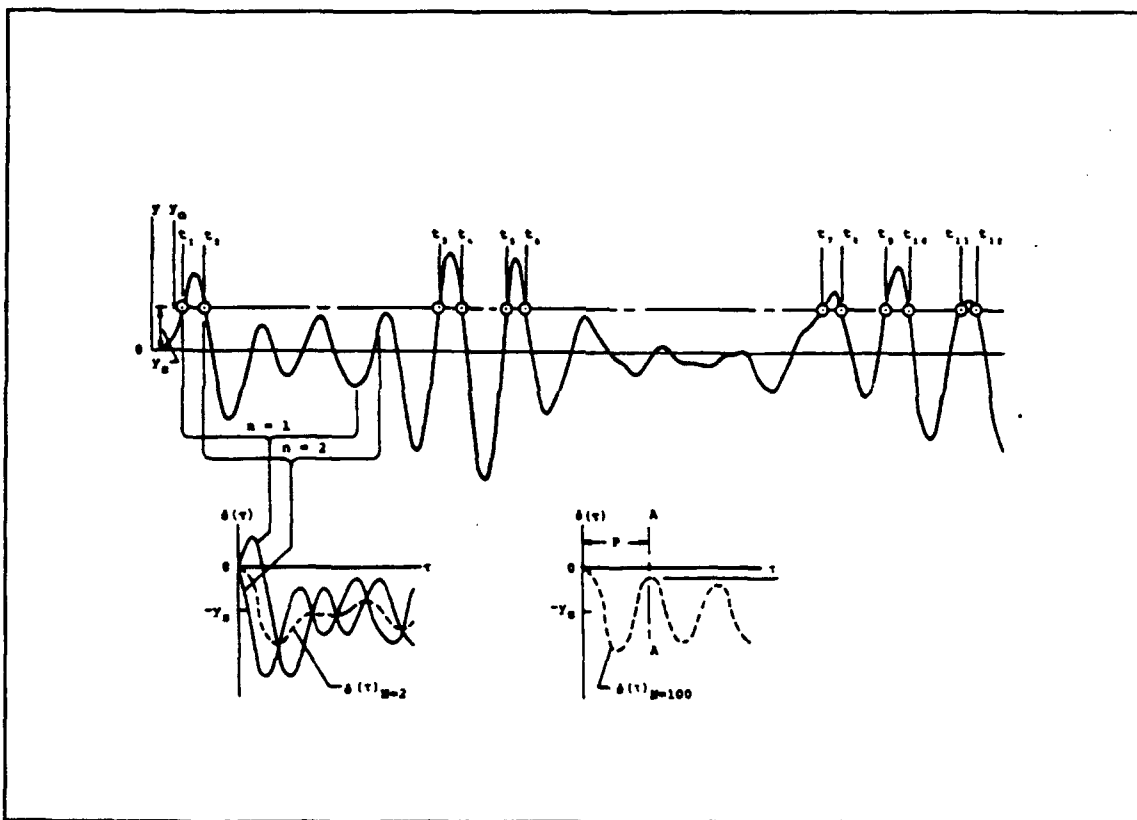 y yα
t₁ t₂ t₃ t₄ t₅ t₆ t₇ t₈ t₉ t₁₀ t₁₁ t₁₂
0
yₛ
n = 1
n = 2
δ(τ)
0
τ
-yₛ
δ(τ)N=2
δ(τ) A
P
0
τ
-yₛ
A
δ(τ)N=100